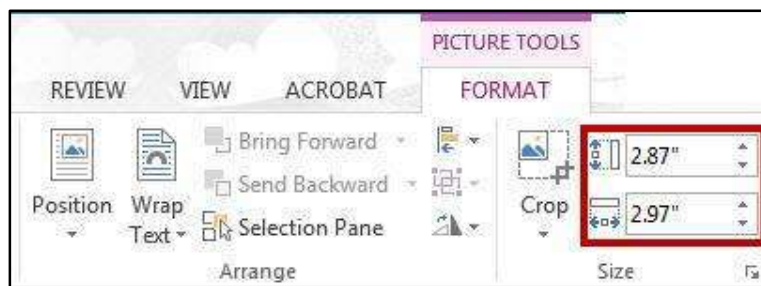 PICTURE TOOLS
REVIEW VIEW ACROBAT FORMAT
Bring Forward
Send Backward
Selection Pane
Position
Wrap
Text
Crop
2.87"
2.97"
Arrange
Size